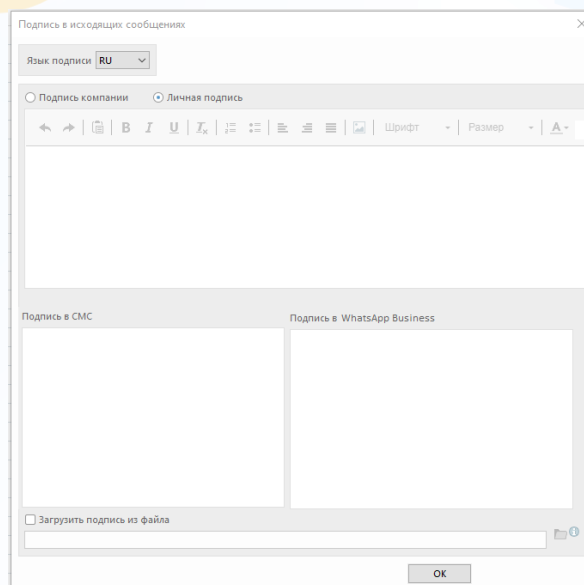 Подпись в исходящих сообщениях
Язык подписи RU
Подпись компании Личная подпись
B I U Tx Шрифт Размер A
Подпись в СМС
Подпись в WhatsApp Business
Загрузить подпись из файла
OK